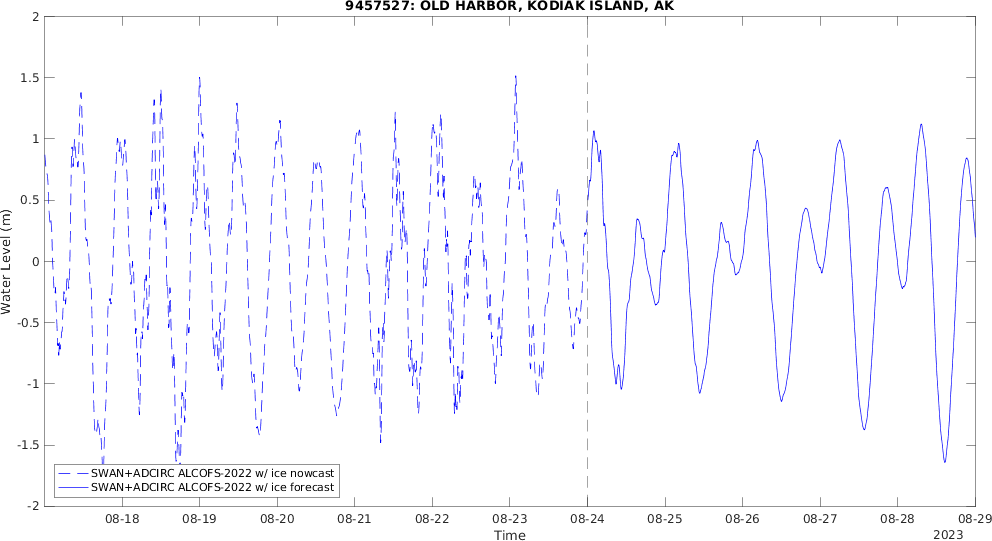 9457527: OLD HARBOR, KODIAK ISLAND, AK
2
1.5
1
0.5
0
-0.5
-1
-1.5
-2
Water Level (m)
SWAN+ADCIRC ALCOFS-2022 w/ ice nowcast
SWAN+ADCIRC ALCOFS-2022 w/ ice forecast
08-18 08-19 08-20 08-21 08-22 08-23 08-24 08-25 08-26 08-27 08-28 08-29
Time
2023